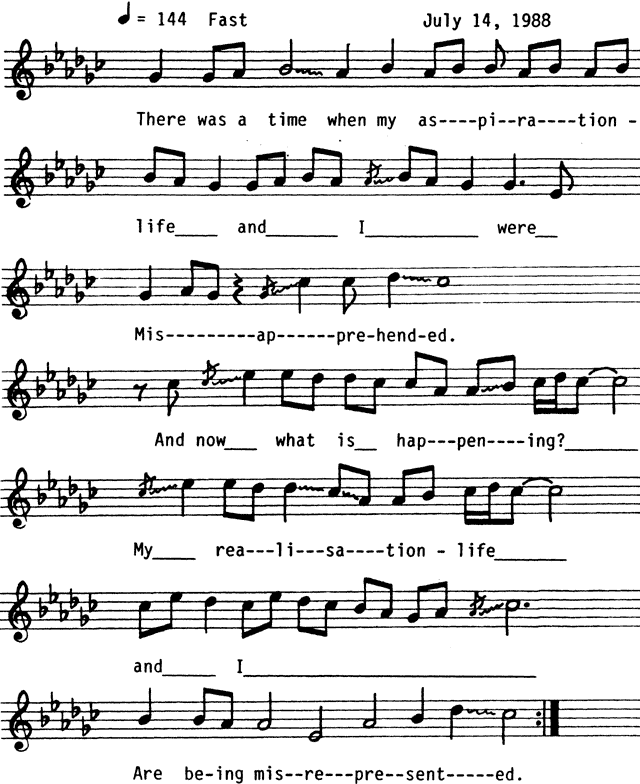 = 144 Fast July 14, 1988
There was a time when my as----pi--ra----tion -
life____ and_______ I___________ were__
Mis---------ap------pre-hend-ed.
And now___ what is__ hap---pen----ing?_______
My____ rea---li---sa----tion - life_______
and_____ I_____________________________
Are be-ing mis--re---pre--sent-----ed.